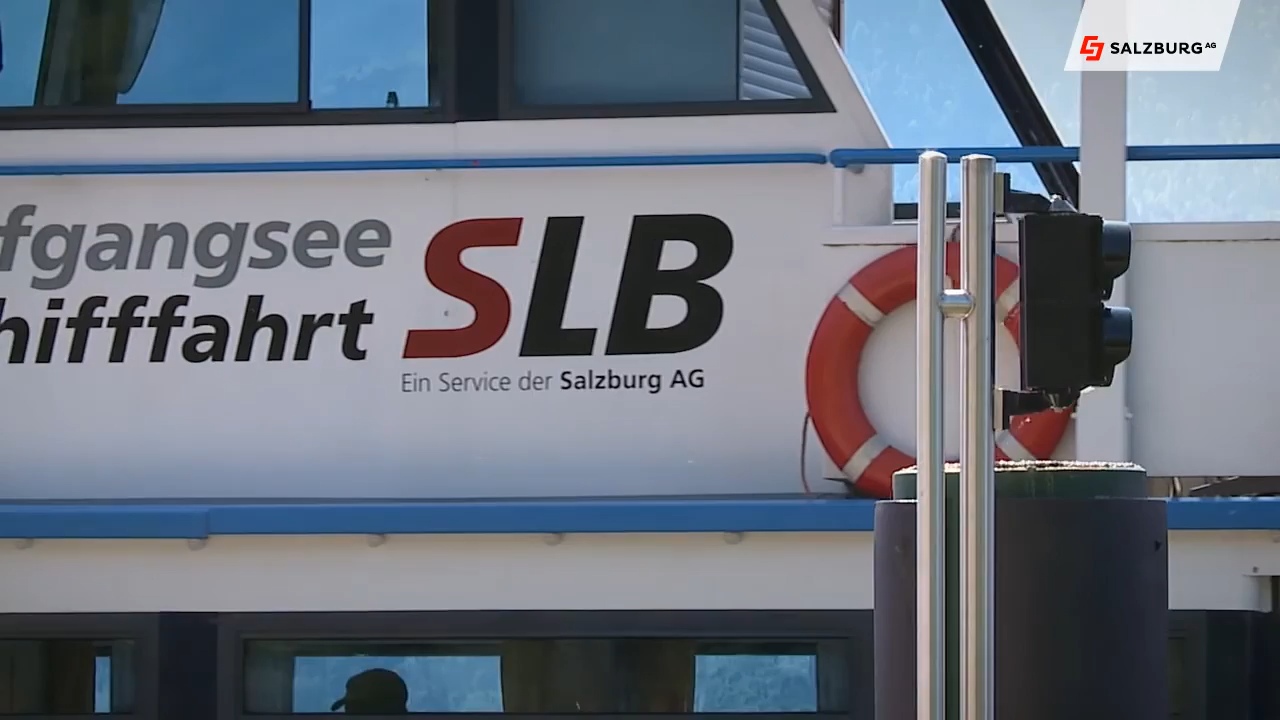 SALZBURG AG
fgangsee
hifffahrt
SLB
Ein Service der Salzburg AG